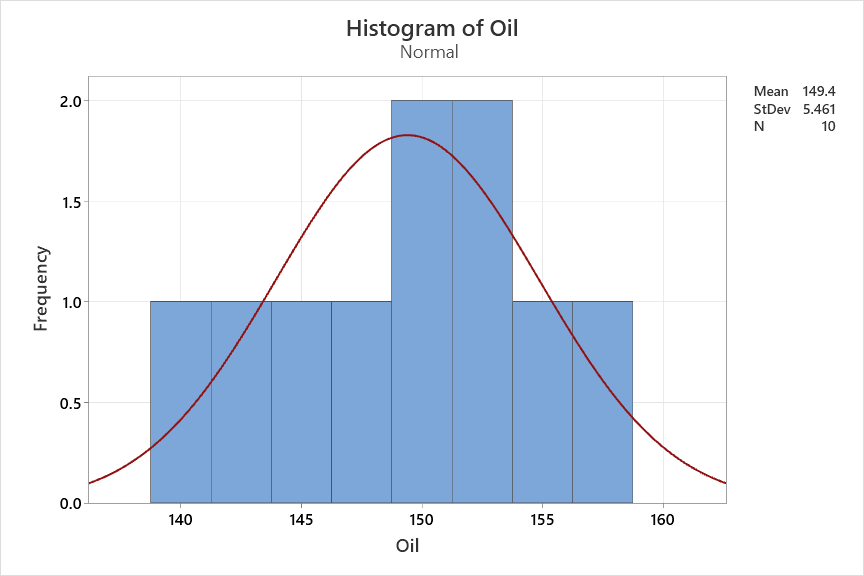 Histogram of Oil
Normal
Mean 149.4
StDev 5.461
N 10
2.0
1.5
1.0
0.5
0.0
Frequency
140 145 150 155 160
Oil